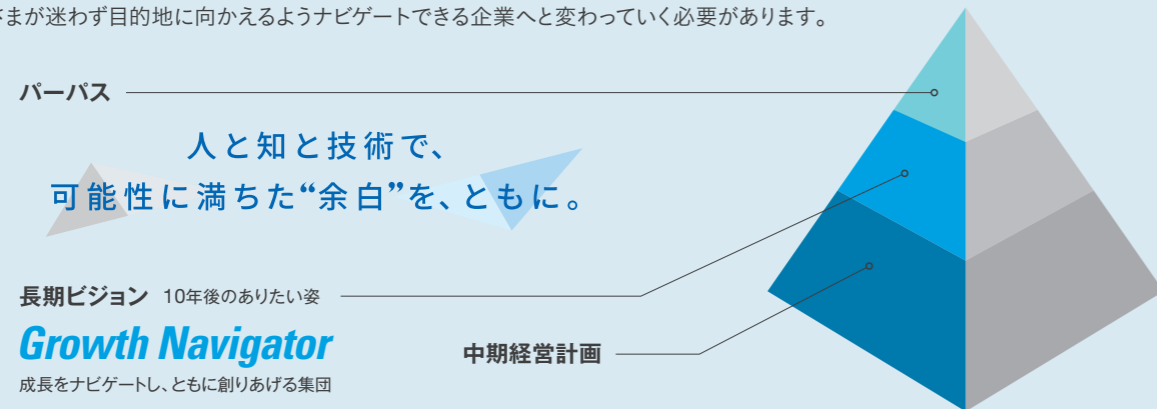 さまが迷わず目的地に向かえるようナビゲートできる企業へと変わっていく必要があります。
パーパス
人と知と技術で、
可能性に満ちた“余白”を、ともに。
長期ビジョン 10年後のありたい姿
Growth Navigator
成長をナビゲートし、ともに創りあげる集団
中期経営計画